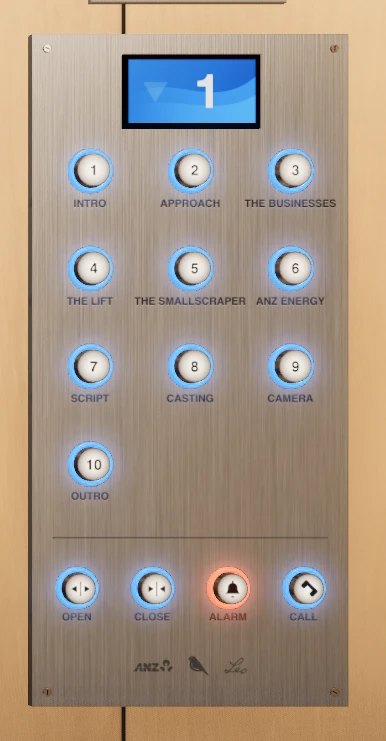 1
1 2 3
INTRO APPROACH THE BUSINESSES
4 5 6
THE LIFT THE SMALLSCRAPER ANZ ENERGY
7 8 9
SCRIPT CASTING CAMERA
10
OUTRO
OPEN CLOSE ALARM CALL
ANZ Leo